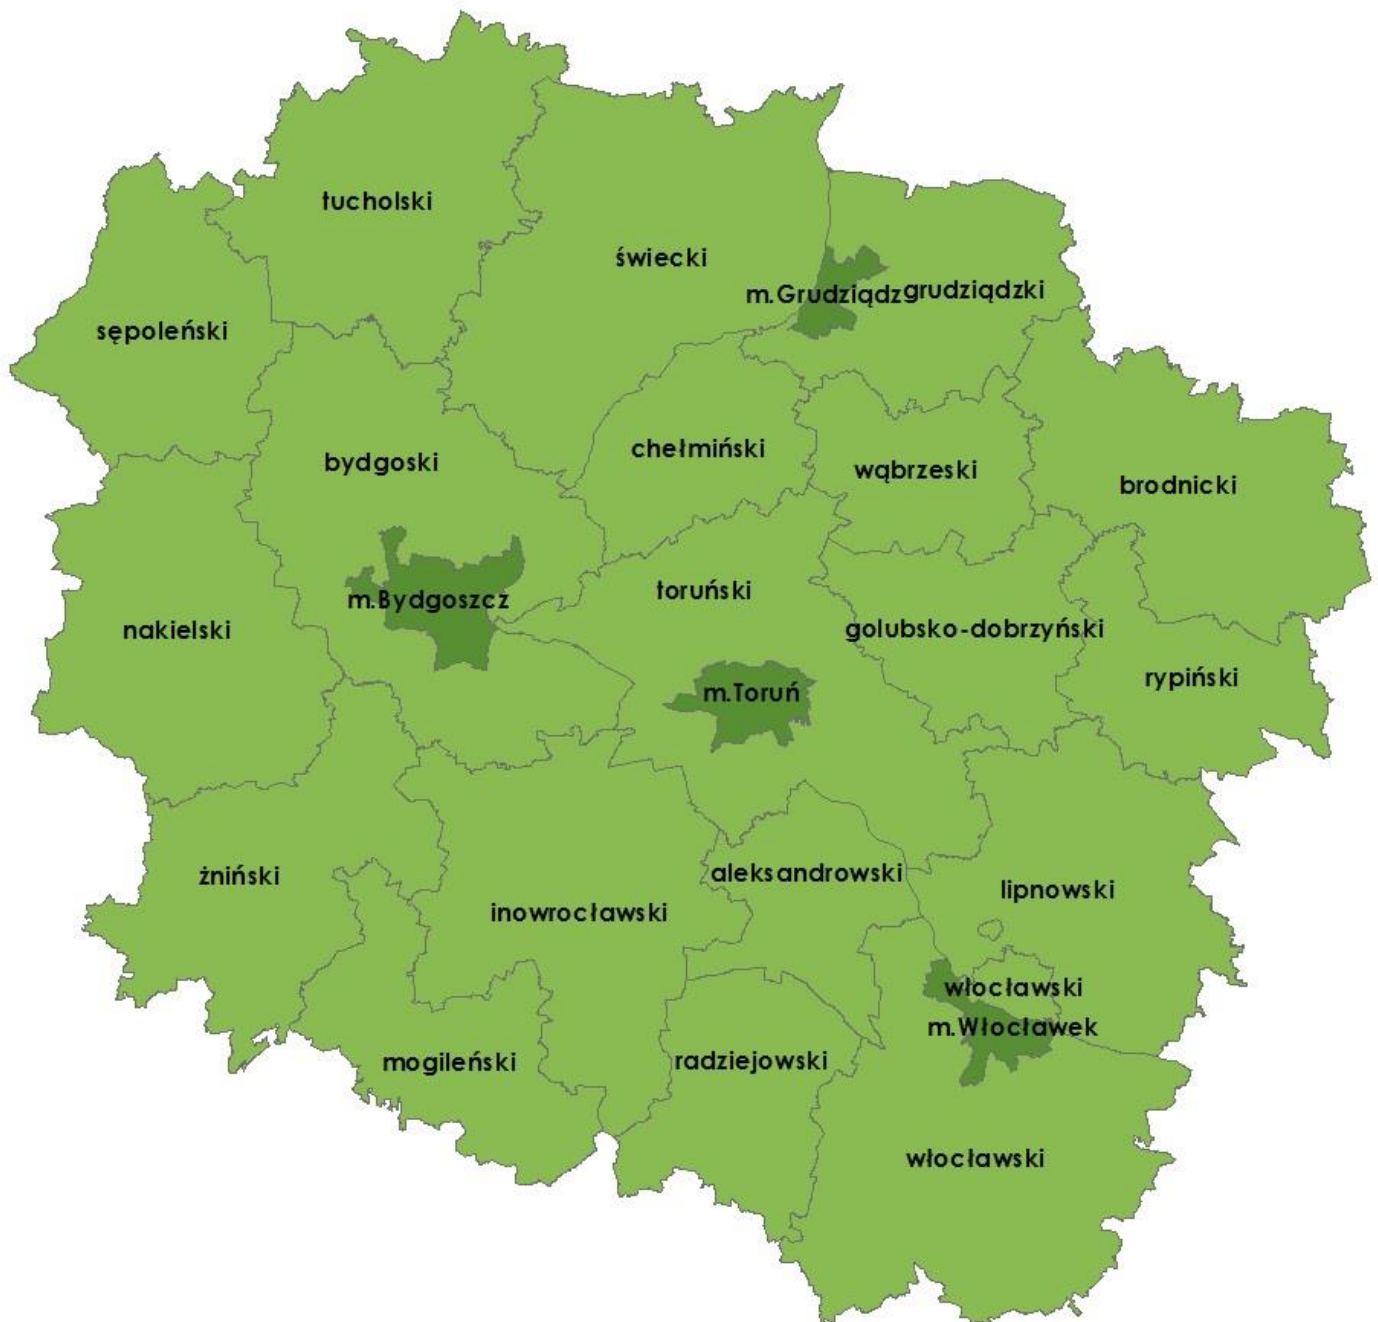 tucholski
świecki
m.Grudziądz
grudziądzki
sępoleński
chełmiński
bydgoski
wąbrzeski
brodnicki
toruński
m.Bydgoszcz
nakielski
golubsko-dobrzyński
rypiński
m.Toruń
aleksandrowski
żniński
lipnowski
inowrocławski
włocławski
m.Włocławek
mogileński
radziejowski
włocławski